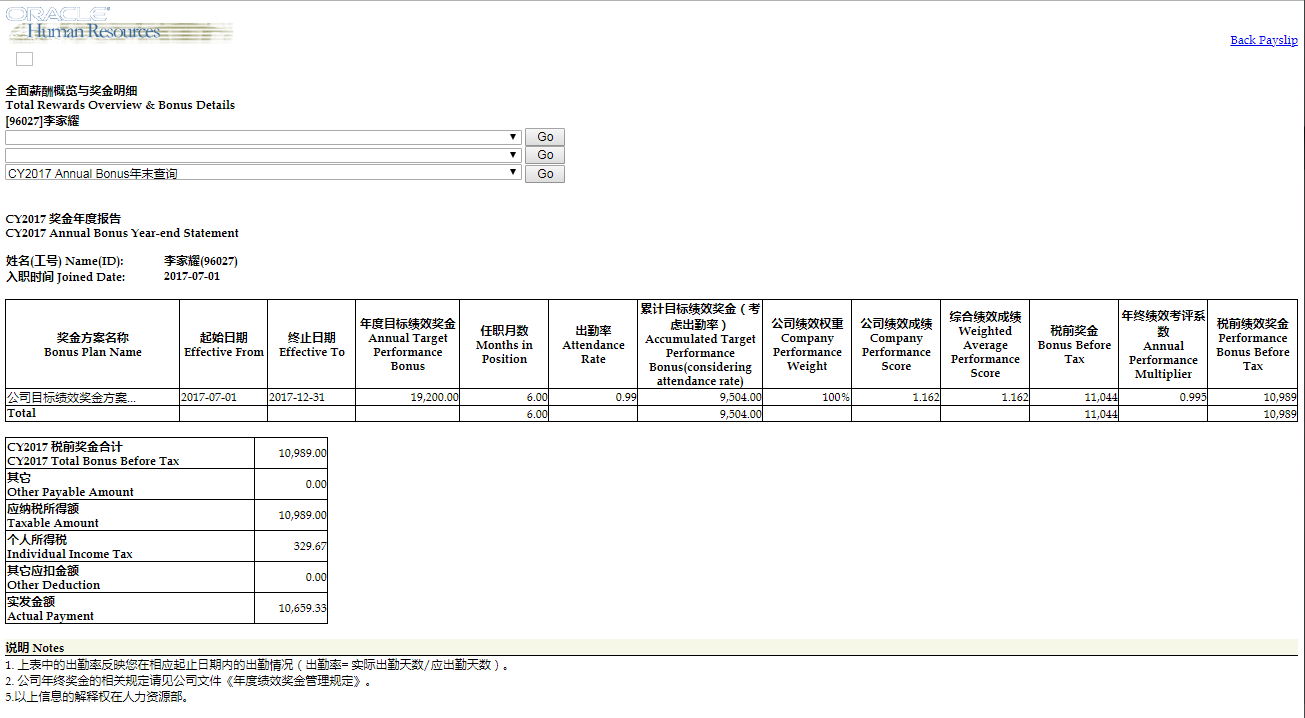 ORACLE
Human Resources
Back Payslip
全面薪酬概览与奖金明细
Total Rewards Overview & Bonus Details
[96027]李家耀
Go
Go
CY2017 Annual Bonus年末查询
Go
CY2017 奖金年度报告
CY2017 Annual Bonus Year-end Statement
姓名(工号) Name(ID): 李家耀(96027)
入职时间 Joined Date: 2017-07-01
奖金方案名称
Bonus Plan Name
起始日期
Effective From
终止日期
Effective To
年度目标绩效奖金
Annual Target
Performance
Bonus
任职月数
Months in
Position
出勤率
Attendance
Rate
累计目标绩效奖金（考
虑出勤率）
Accumulated Target
Performance
Bonus(considering
attendance rate)
公司绩效权重
Company
Performance
Weight
公司绩效成绩
Company
Performance
Score
综合绩效成绩
Weighted
Average
Performance
Score
税前奖金
Bonus Before
Tax
年终绩效考评系
数
Annual
Performance
Multiplier
税前绩效奖金
Performance
Bonus Before
Tax
公司目标绩效奖金方案... 2017-07-01 2017-12-31 19,200.00 6.00 0.99 9,504.00 100% 1.162 1.162 11,044 0.995 10,989
Total 6.00 9,504.00 11,044 10,989
CY2017 税前奖金合计
CY2017 Total Bonus Before Tax
10,989.00
其它
Other Payable Amount
0.00
应纳税所得额
Taxable Amount
10,989.00
个人所得税
Individual Income Tax
329.67
其它应扣金额
Other Deduction
0.00
实发金额
Actual Payment
10,659.33
说明 Notes
1. 上表中的出勤率反映您在相应起止日期内的出勤情况（出勤率= 实际出勤天数/应出勤天数）。
2. 公司年终奖金的相关规定请见公司文件《年度绩效奖金管理规定》。
3.以上信息的解释权在人力资源部。